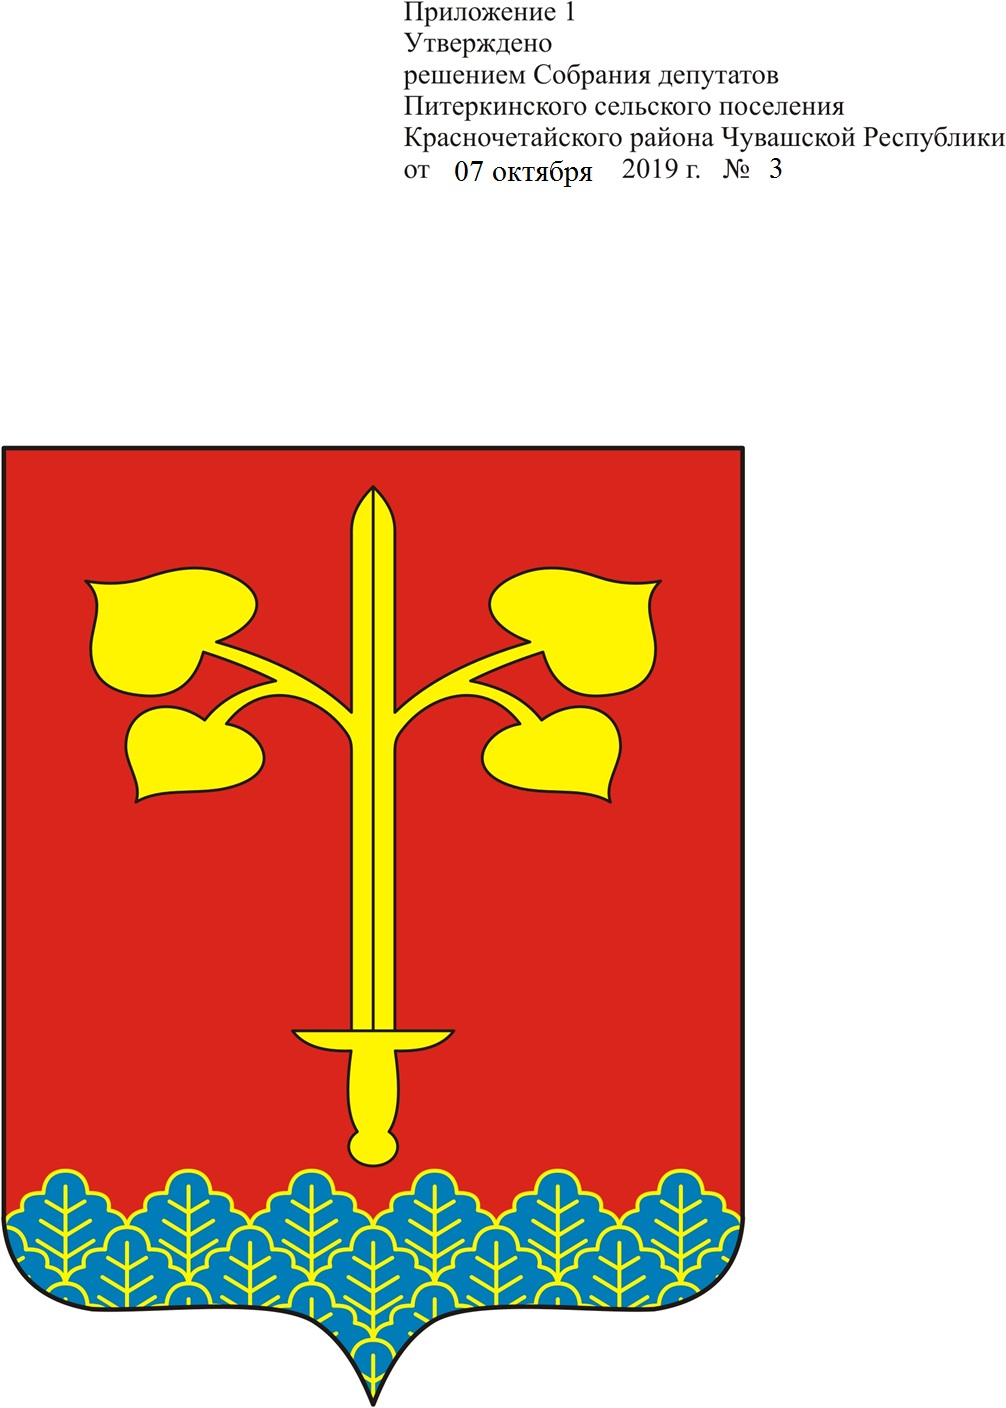 Приложение 1
Утверждено
решением Собрания депутатов
Питеркинского сельского поселения
Красночетайского района Чувашской Республики
от 07 октября 2019 г. № 3